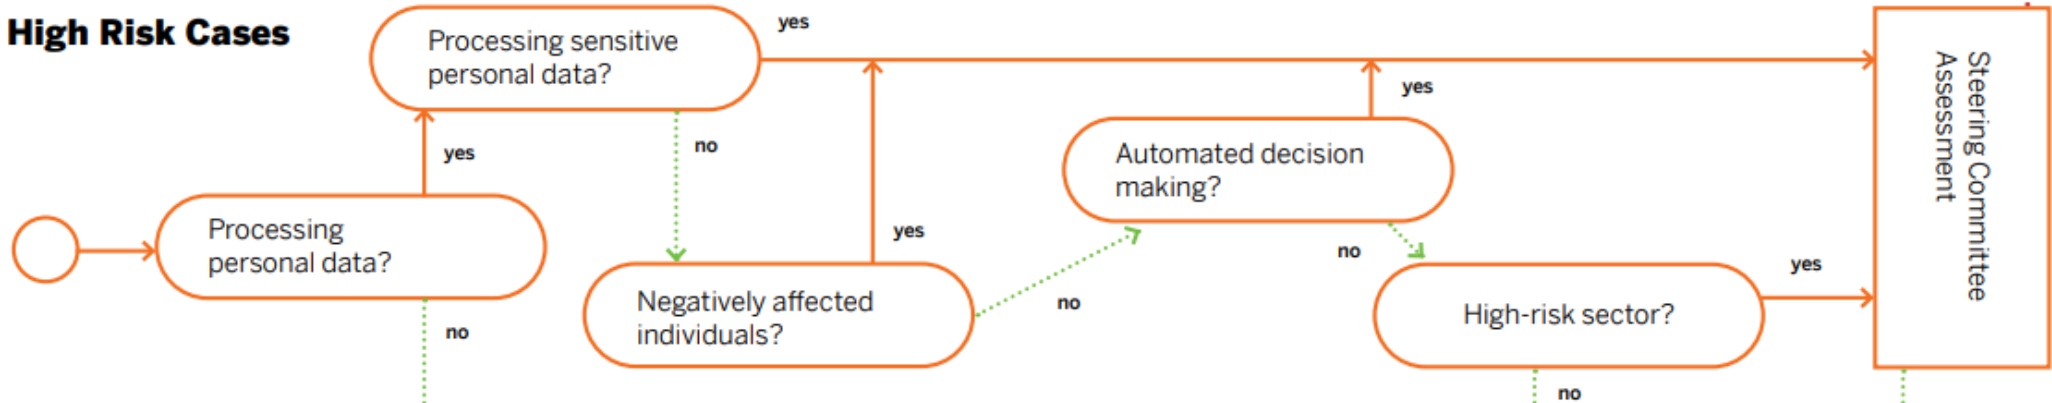 High Risk Cases
Processing sensitive
personal data?
yes
yes
no
Processing
personal data?
no
Negatively affected
individuals?
yes
no
Automated decision
making?
yes
no
High-risk sector?
yes
no
Steering Committee
Assessment